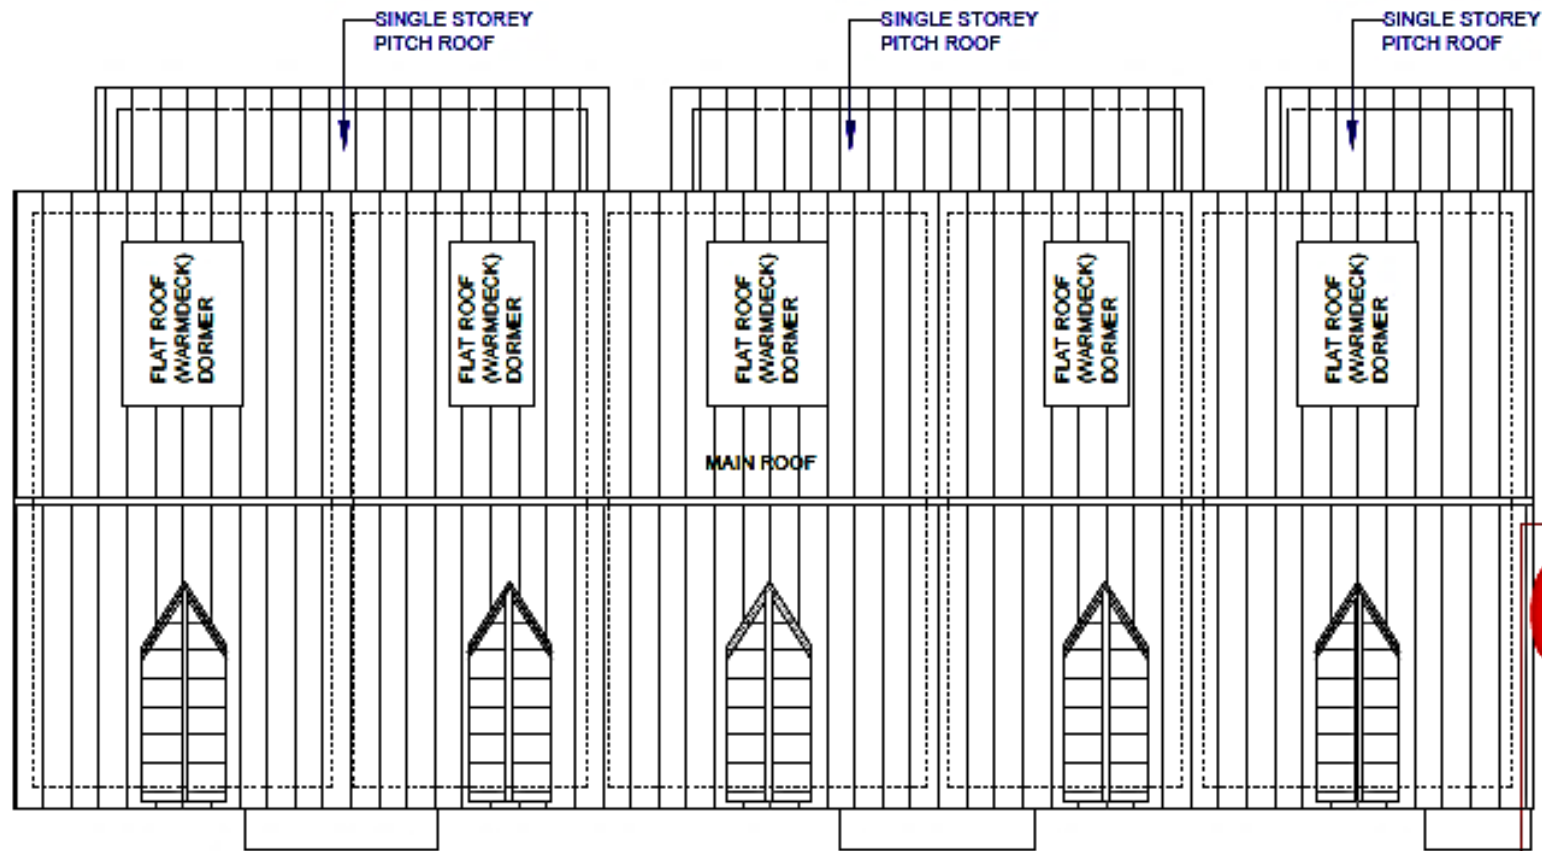 SINGLE STOREY
PITCH ROOF
SINGLE STOREY
PITCH ROOF
SINGLE STOREY
PITCH ROOF
FLAT ROOF
(WARMDECK)
DORMER
FLAT ROOF
(WARMDECK)
DORMER
FLAT ROOF
(WARMDECK)
DORMER
FLAT ROOF
(WARMDECK)
DORMER
FLAT ROOF
(WARMDECK)
DORMER
MAIN ROOF